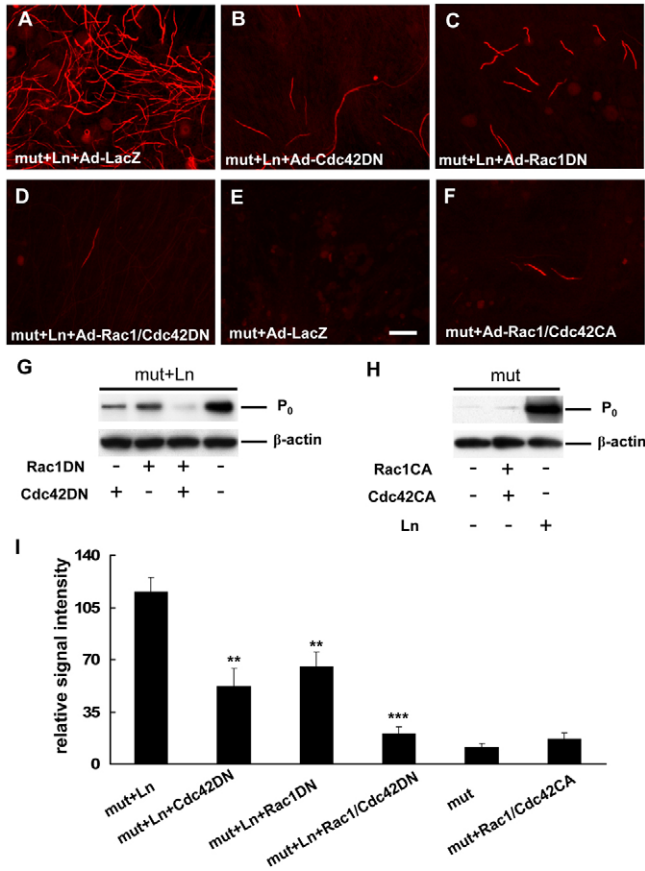 A
mut+Ln+Ad-LacZ
B
mut+Ln+Ad-Cdc42DN
C
mut+Ln+Ad-Rac1DN
D
mut+Ln+Ad-Rac1/Cdc42DN
E
mut+Ad-LacZ
F
mut+Ad-Rac1/Cdc42CA
G
mut+Ln
P0
β-actin
Rac1DN - + + -
Cdc42DN + - + -
H
mut
P0
β-actin
Rac1CA - + -
Cdc42CA - + -
Ln - - +
I
relative signal intensity
140
105
70
35
0
**
**
***
mut+Ln
mut+Ln+Cdc42DN
mut+Ln+Rac1DN
mut+Ln+Rac1/Cdc42DN
mut
mut+Rac1/Cdc42CA